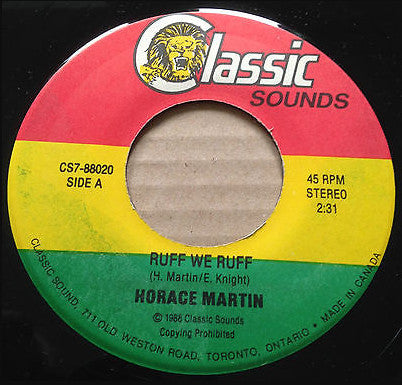 Classic
SOUNDS
CS7-88020
SIDE A
45 RPM
STEREO
2:31
RUFF WE RUFF
(H. Martin/E. Knight)
HORACE MARTIN
© 1988 Classic Sounds
Copying Prohibited
CLASSIC SOUND, 711 OLD WESTON ROAD, TORONTO, ONTARIO • MADE IN CANADA